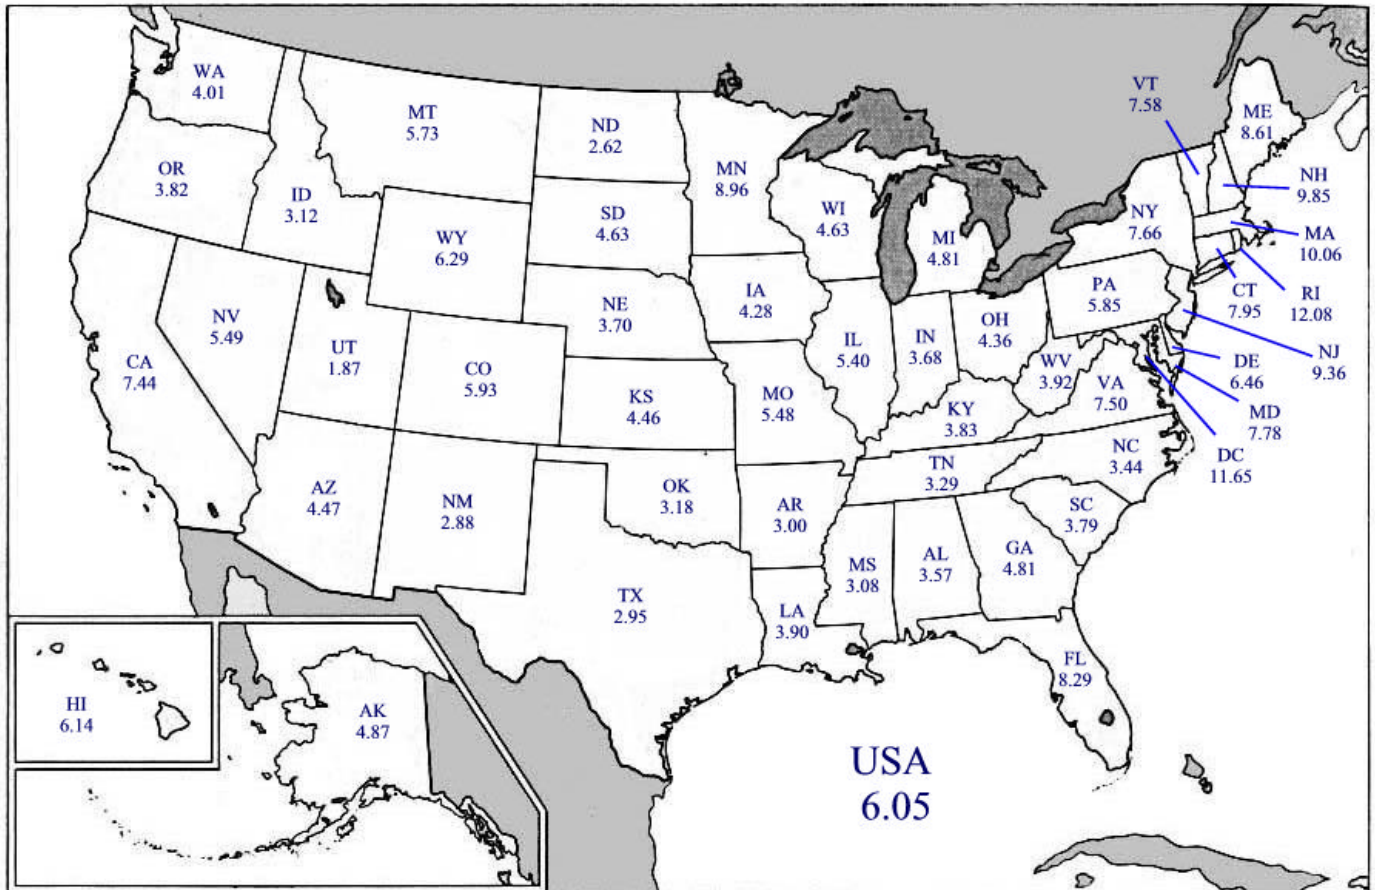 WA
4.01
MT
5.73
ND
2.62
MN
8.96
VT
7.58
ME
8.61
OR
3.82
ID
3.12
WY
6.29
SD
4.63
WI
4.63
MI
4.81
NY
7.66
NH
9.85
MA
10.06
CT
7.95
RI
12.08
NV
5.49
UT
1.87
CA
7.44
CO
5.93
NE
3.70
IA
4.28
IL
5.40
IN
3.68
OH
4.36
PA
5.85
NJ
9.36
DE
6.46
MD
7.78
DC
11.65
WV
3.92
VA
7.50
KS
4.46
MO
5.48
KY
3.83
NC
3.44
TN
3.29
SC
3.79
AZ
4.47
NM
2.88
OK
3.18
AR
3.00
TX
2.95
LA
3.90
MS
3.08
AL
3.57
GA
4.81
FL
8.29
HI
6.14
AK
4.87
USA
6.05